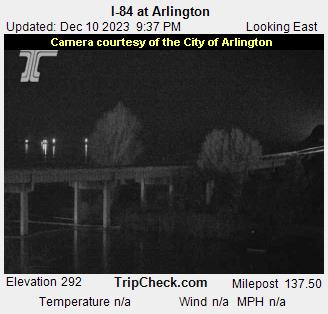 I-84 at Arlington
Updated: Dec 10 2023 9:37 PM Looking East
Camera courtesy of the City of Arlington
Elevation 292 TripCheck.com Milepost 137.50
Temperature n/a Wind n/a MPH n/a